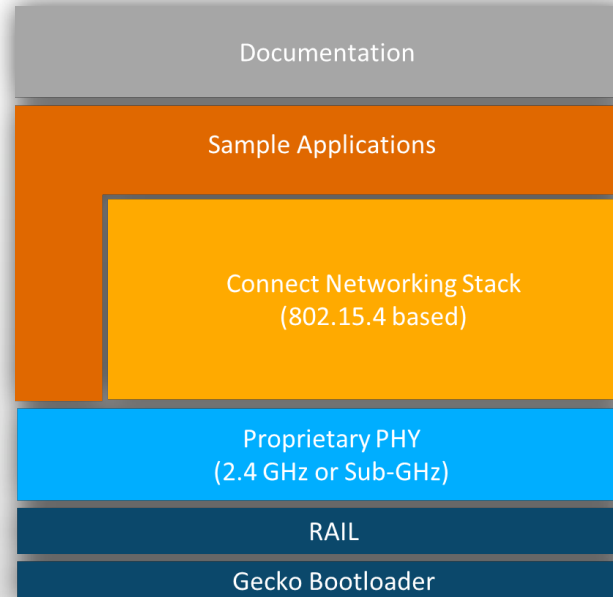 Documentation
Sample Applications
Connect Networking Stack
(802.15.4 based)
Proprietary PHY
(2.4 GHz or Sub-GHz)
RAIL
Gecko Bootloader